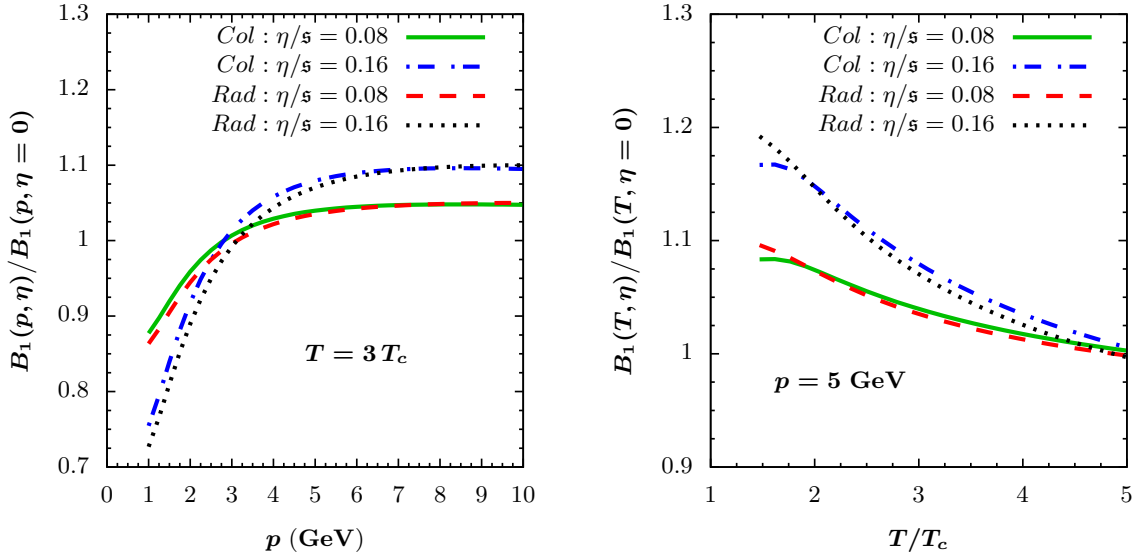 B₁(p, η)/B₁(p, η = 0)
1.3
1.2
1.1
1
0.9
0.8
0.7
Col : η/𝔰 = 0.08
Col : η/𝔰 = 0.16
Rad : η/𝔰 = 0.08
Rad : η/𝔰 = 0.16
T = 3 T_c
0 1 2 3 4 5 6 7 8 9 10
p (GeV)
B₁(T, η)/B₁(T, η = 0)
1.3
1.2
1.1
1
0.9
Col : η/𝔰 = 0.08
Col : η/𝔰 = 0.16
Rad : η/𝔰 = 0.08
Rad : η/𝔰 = 0.16
p = 5 GeV
1 2 3 4 5
T/T_c